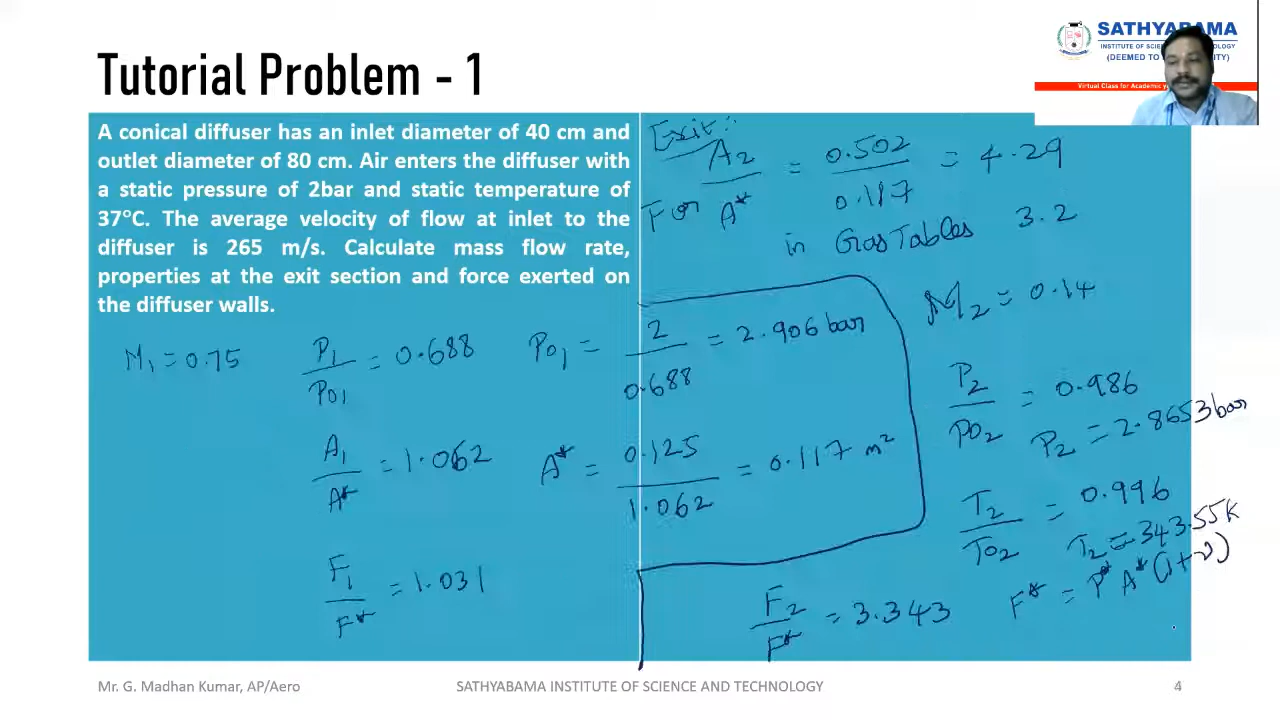 SATHYABAMA
INSTITUTE OF SCIENCE
(DEEMED TO
Virtual Class for Academic
Tutorial Problem - 1
A conical diffuser has an inlet diameter of 40 cm and
outlet diameter of 80 cm. Air enters the diffuser with
a static pressure of 2bar and static temperature of
37°C. The average velocity of flow at inlet to the
diffuser is 265 m/s. Calculate mass flow rate,
properties at the exit section and force exerted on
the diffuser walls.
M₁ = 0.75
P₁/P₀₁ = 0.688
P₀₁ = 2/0.688 = 2.906 bar
A₁/A* = 1.062
A* = 0.125/1.062 = 0.117 m²
F₁/F* = 1.031
Exit:
For A₂/A* = 0.502/0.117 = 4.29
in Gas Tables 3.2
M₂ = 0.14
P₂/P₀₂ = 0.986
P₂ = 2.8653 bar
T₂/T₀₂ = 0.996
T₂ = 343.55K
F₂/F* = 3.343
F* = P* A* (1+γ)
Mr. G. Madhan Kumar, AP/Aero
SATHYABAMA INSTITUTE OF SCIENCE AND TECHNOLOGY
4